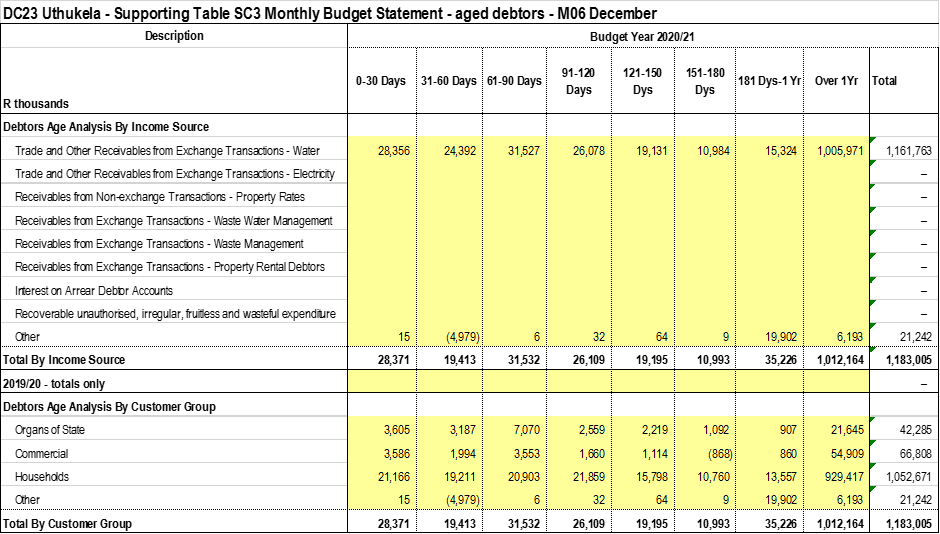 DC23 Uthukela - Supporting Table SC3 Monthly Budget Statement - aged debtors - M06 December
Description Budget Year 2020/21
R thousands 0-30 Days 31-60 Days 61-90 Days 91-120 Days 121-150 Dys 151-180 Dys 181 Dys-1 Yr Over 1Yr Total
Debtors Age Analysis By Income Source
Trade and Other Receivables from Exchange Transactions - Water 28,356 24,392 31,527 26,078 19,131 10,984 15,324 1,005,971 1,161,763
Trade and Other Receivables from Exchange Transactions - Electricity –
Receivables from Non-exchange Transactions - Property Rates –
Receivables from Exchange Transactions - Waste Water Management –
Receivables from Exchange Transactions - Waste Management –
Receivables from Exchange Transactions - Property Rental Debtors –
Interest on Arrear Debtor Accounts –
Recoverable unauthorised, irregular, fruitless and wasteful expenditure –
Other 15 (4,979) 6 32 64 9 19,902 6,193 21,242
Total By Income Source 28,371 19,413 31,532 26,109 19,195 10,993 35,226 1,012,164 1,183,005
2019/20 - totals only –
Debtors Age Analysis By Customer Group
Organs of State 3,605 3,187 7,070 2,559 2,219 1,092 907 21,645 42,285
Commercial 3,586 1,994 3,553 1,660 1,114 (868) 860 54,909 66,808
Households 21,166 19,211 20,903 21,859 15,798 10,760 13,557 929,417 1,052,671
Other 15 (4,979) 6 32 64 9 19,902 6,193 21,242
Total By Customer Group 28,371 19,413 31,532 26,109 19,195 10,993 35,226 1,012,164 1,183,005